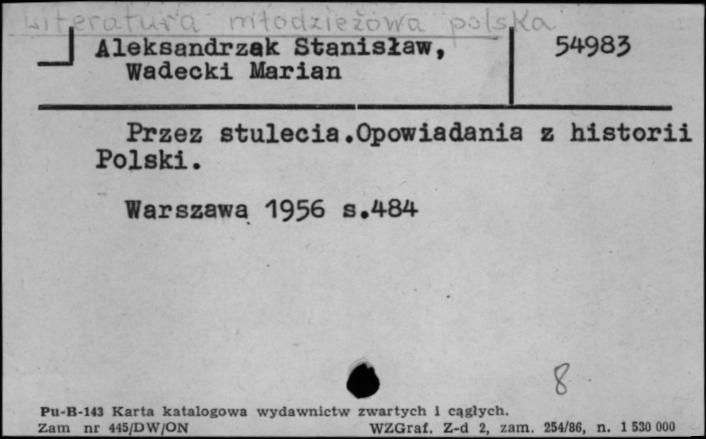 Literatura młodzieżowa polska
Aleksandrzak Stanisław, 54983
Wadecki Marian
Przez stulecia.Opowiadania z historii
Polski.
Warszawa 1956 s.484
8
Pu-B-143 Karta katalogowa wydawnictw zwartych i cągłych.
Zam nr 445/DW/ON WZGraf. Z-d 2, zam. 254/86, n. 1 530 000